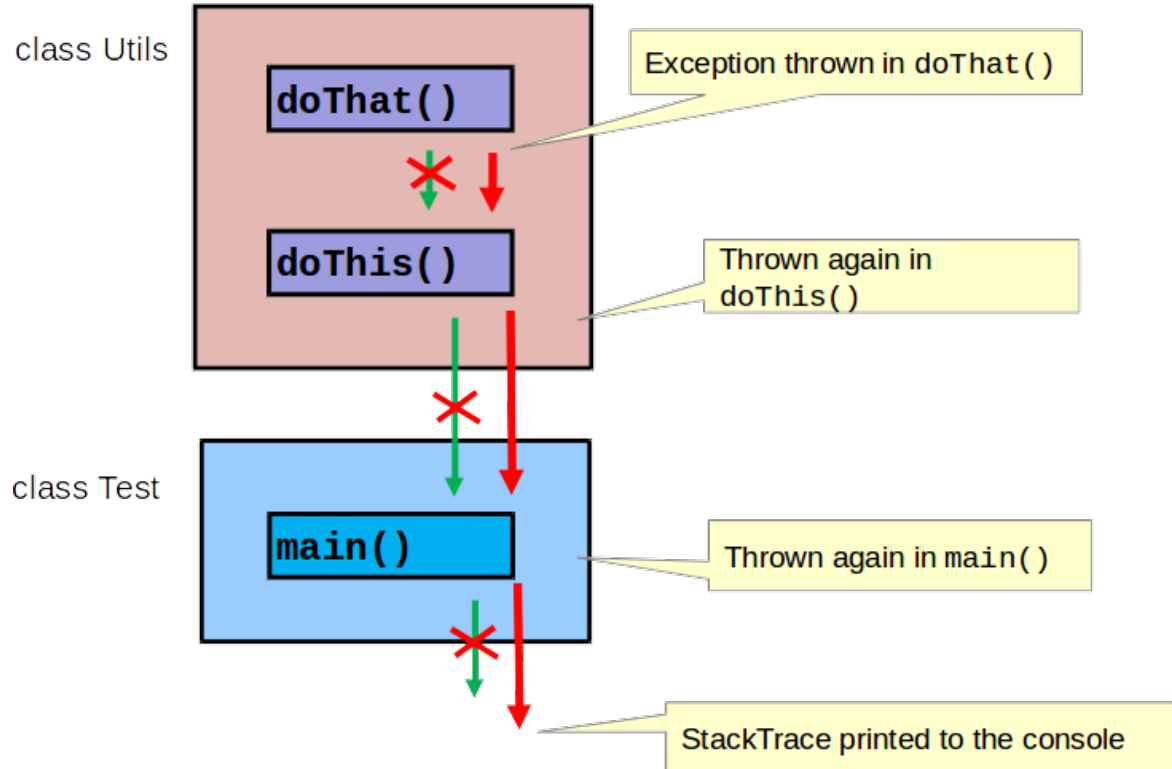 class Utils
Exception thrown in doThat()
doThat()
doThis()
Thrown again in
doThis()
class Test
main()
Thrown again in main()
StackTrace printed to the console